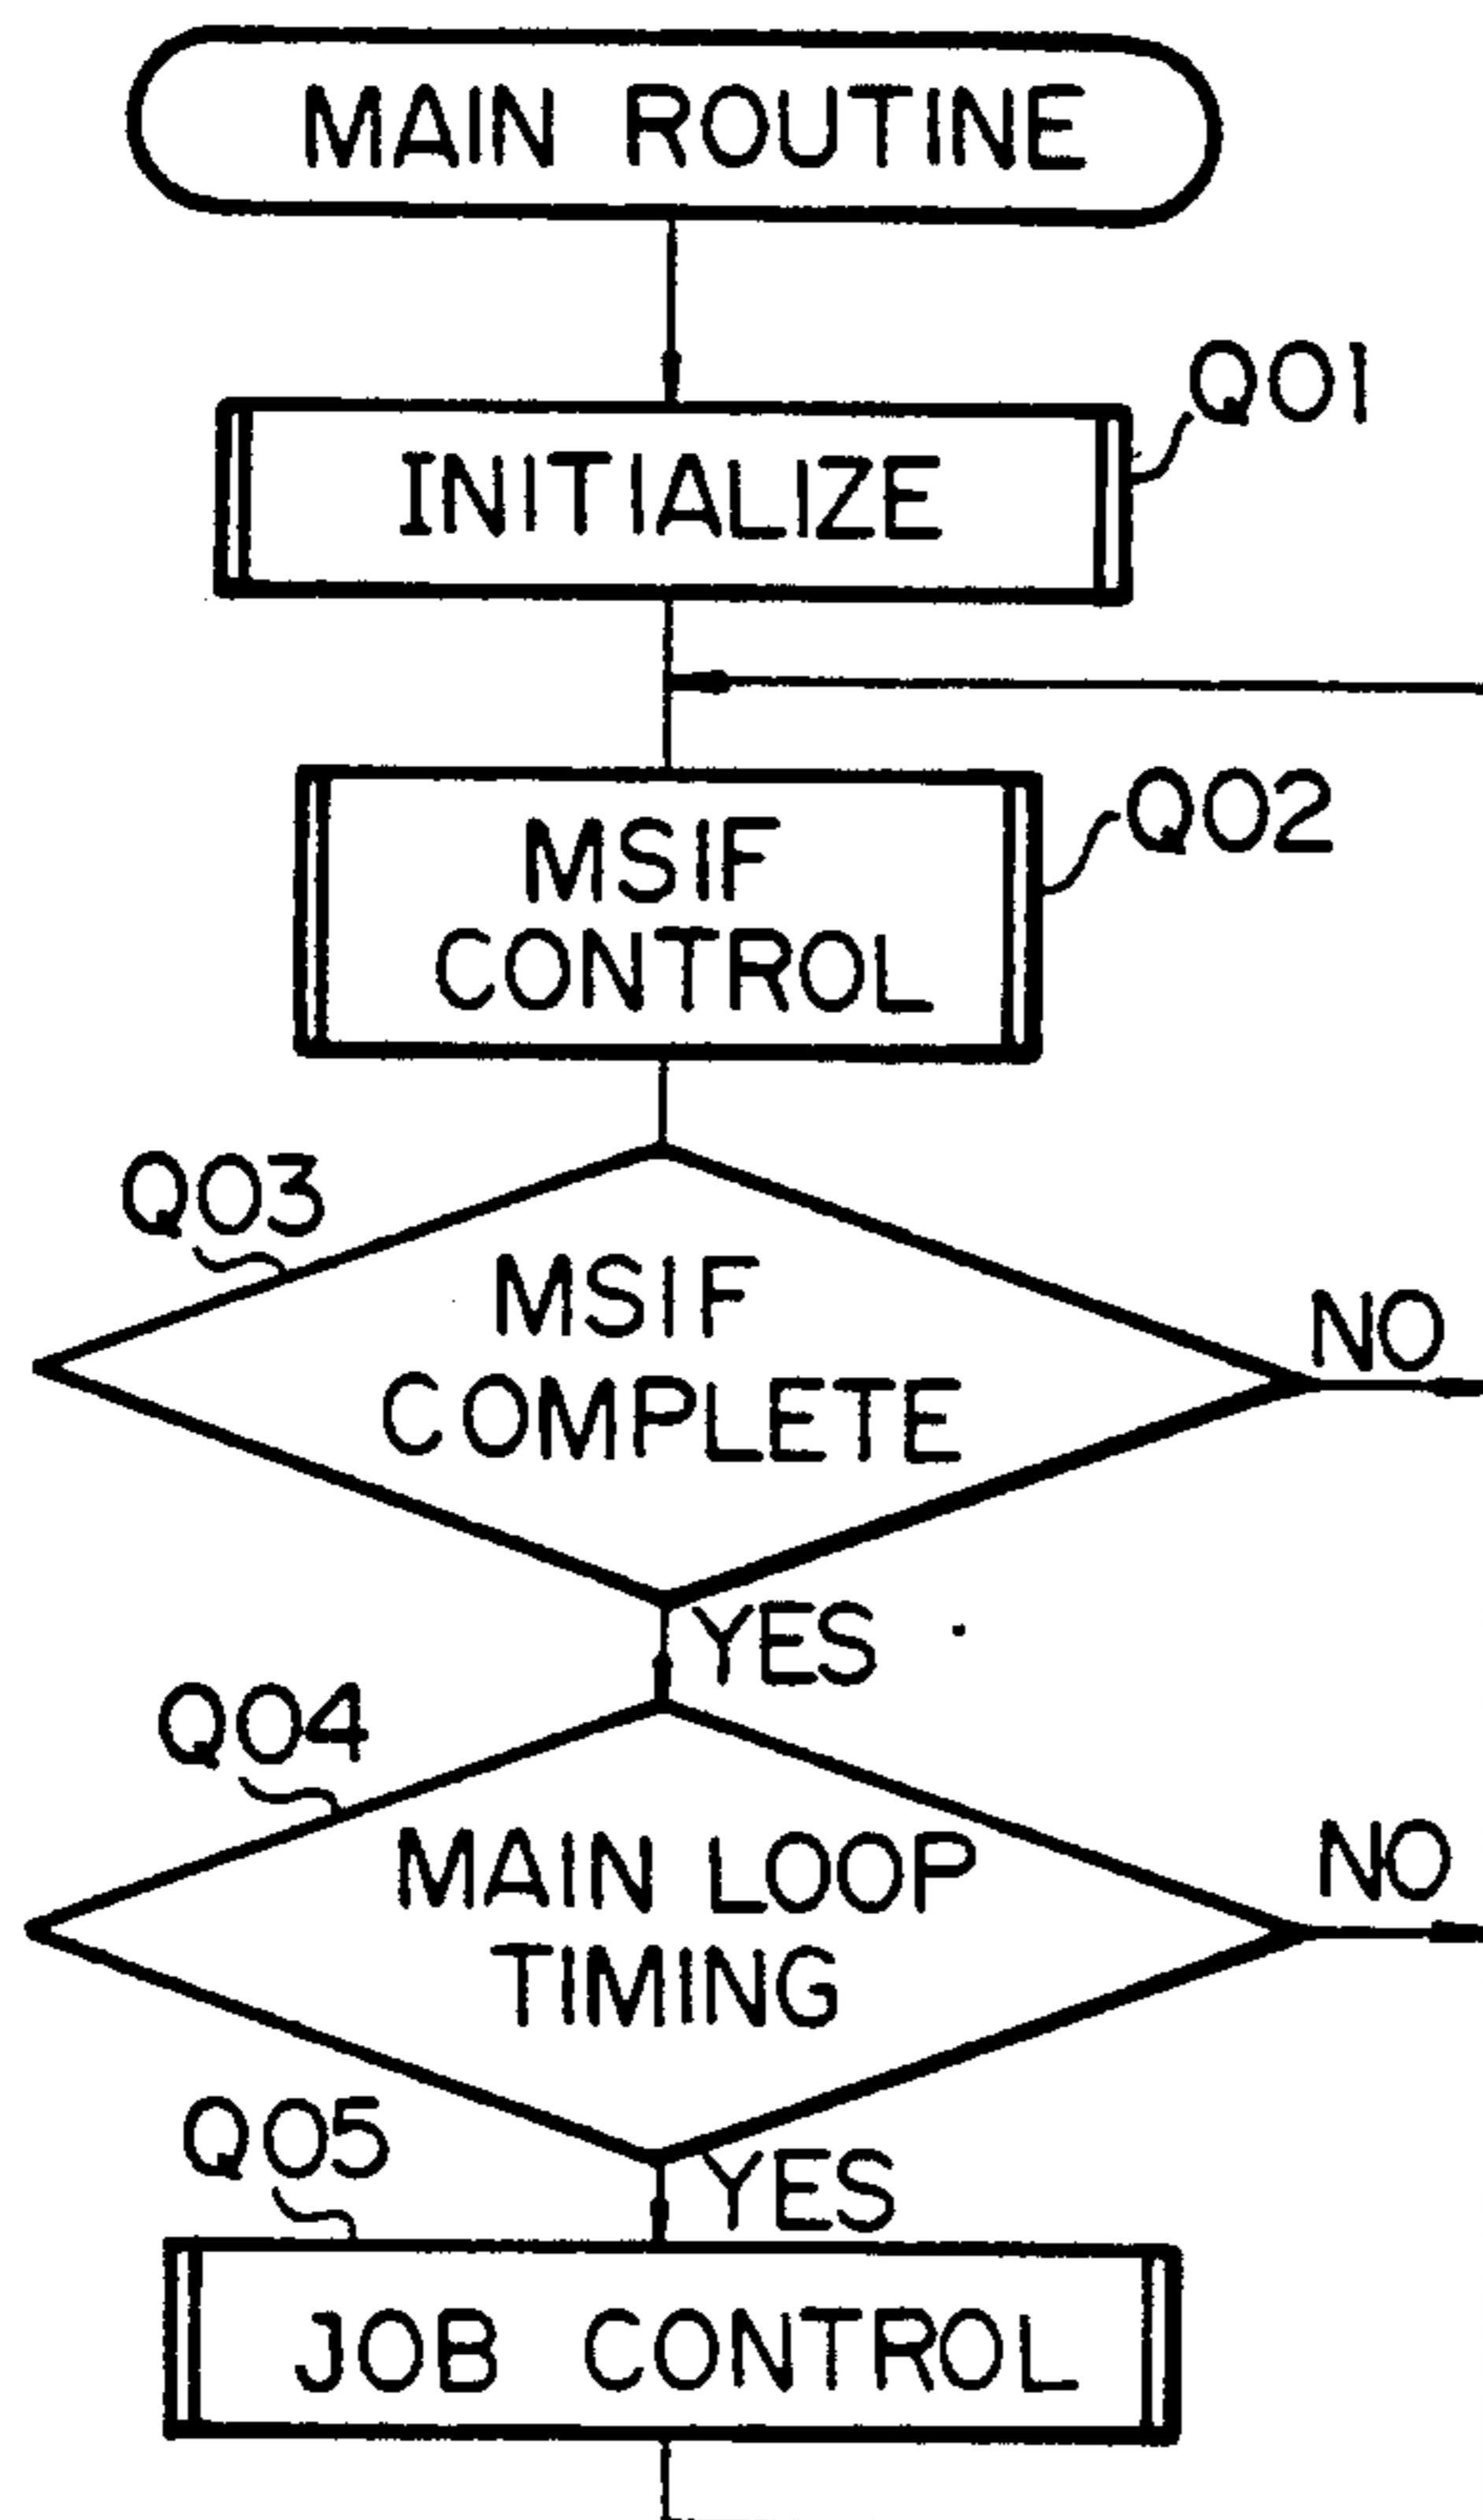 MAIN ROUTINE
Q01
INITIALIZE
Q02
MSIF
CONTROL
Q03
MSIF
COMPLETE
NO
YES
Q04
MAIN LOOP
TIMING
NO
YES
Q05
JOB CONTROL